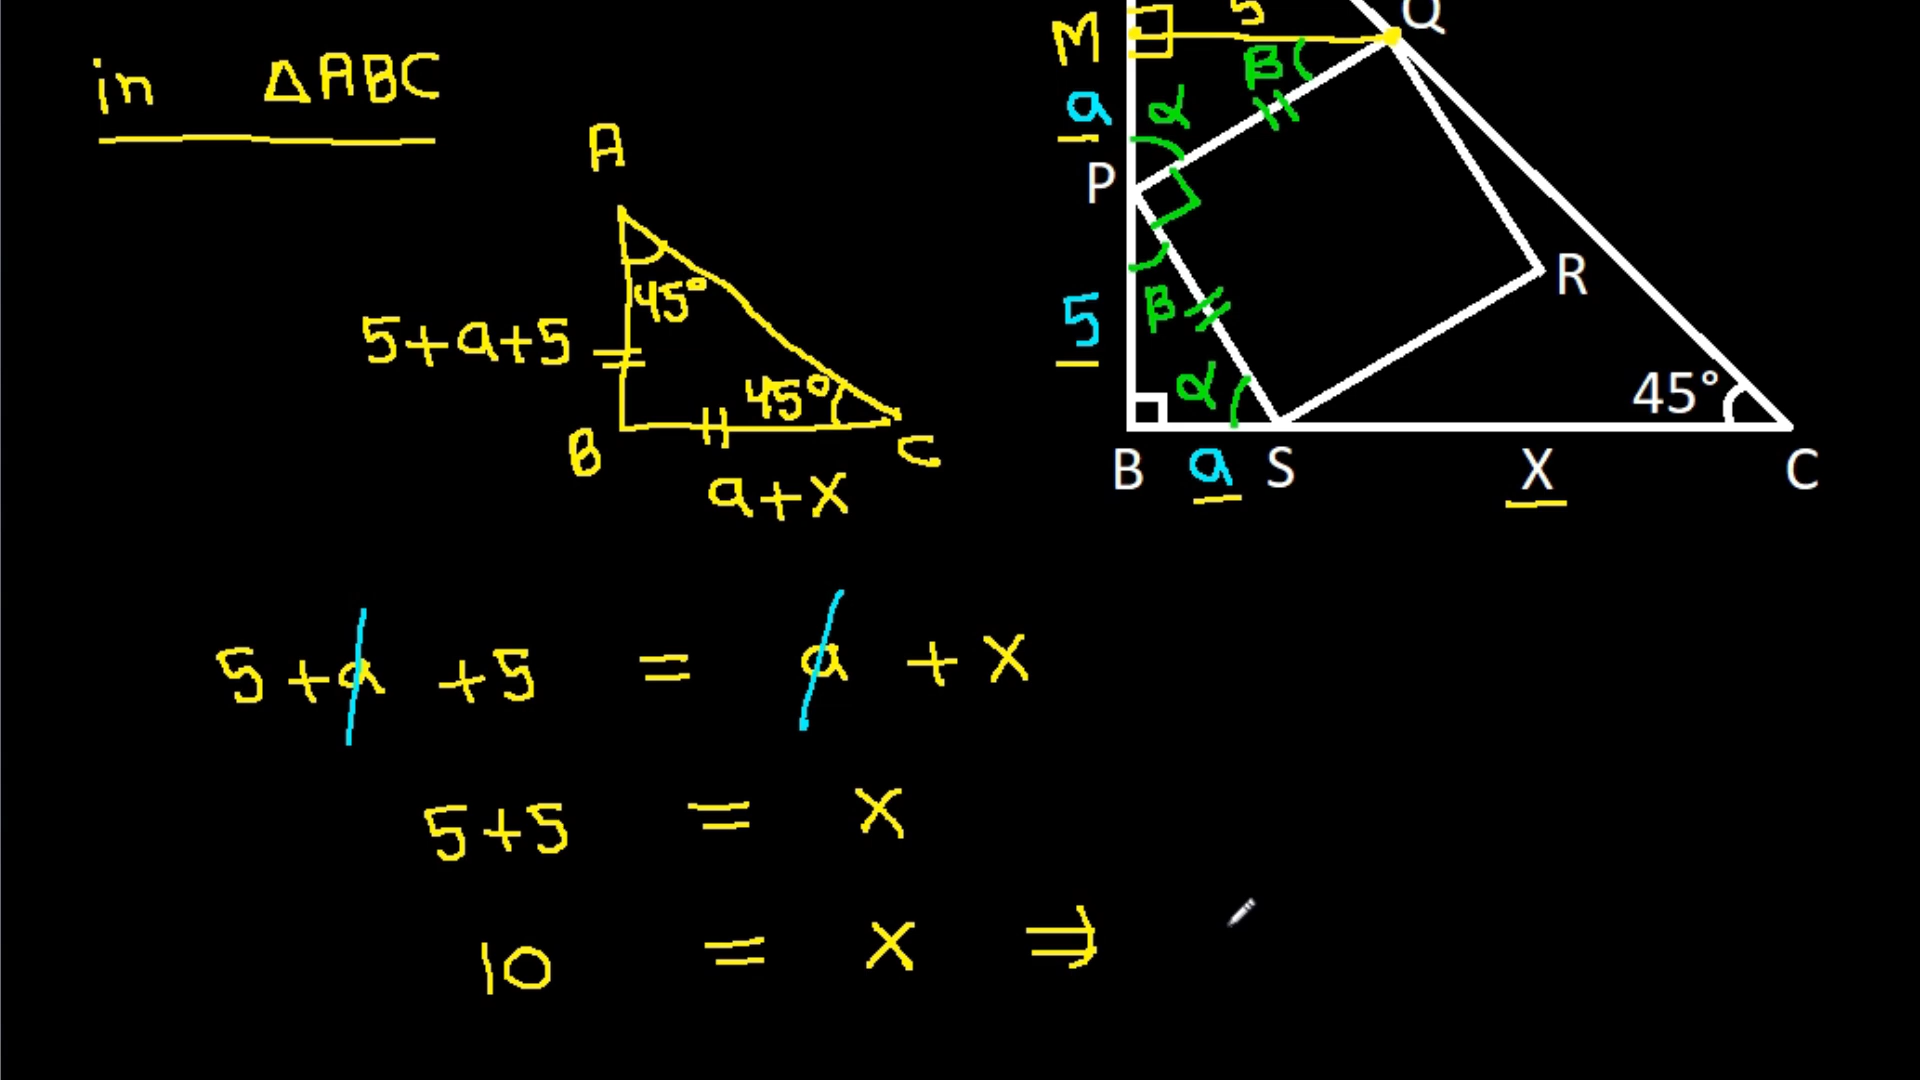 in ΔABC
A
45°
5+a+5
45°
B
C
a+x
5+a+5 = a+x
5+5 = x
10 = x ⇒
5
Q
M
β
a
α
P
R
5
β
α
45°
B
a
S
X
C